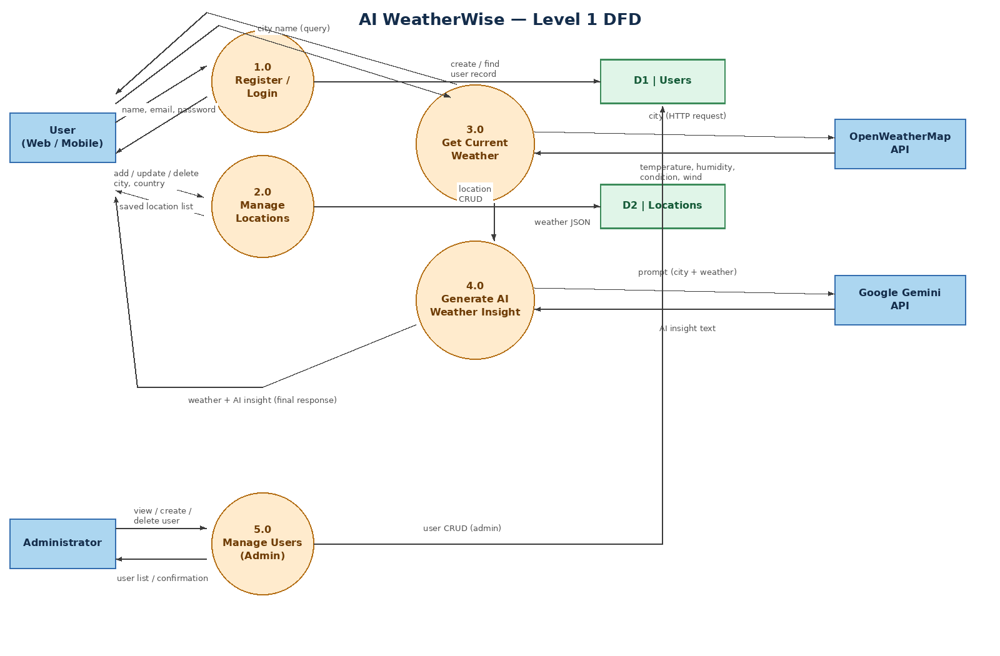 AI WeatherWise — Level 1 DFD
city name (query)
1.0
Register /
Login
create / find
user record
D1 | Users
name, email, password
User
(Web / Mobile)
3.0
Get Current
Weather
city (HTTP request)
OpenWeatherMap
API
temperature, humidity,
condition, wind
add / update / delete
city, country
saved location list
2.0
Manage
Locations
location
CRUD
D2 | Locations
weather JSON
4.0
Generate AI
Weather Insight
prompt (city + weather)
Google Gemini
API
AI insight text
weather + AI insight (final response)
view / create /
delete user
Administrator
user list / confirmation
5.0
Manage Users
(Admin)
user CRUD (admin)